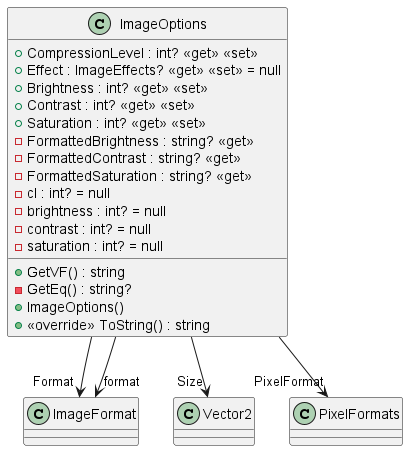 C ImageOptions
CompressionLevel : int? «get» «set»
Effect : ImageEffects? «get» «set» = null
Brightness : int? «get» «set»
Contrast : int? «get» «set»
Saturation : int? «get» «set»
FormattedBrightness : string? «get»
FormattedContrast : string? «get»
FormattedSaturation : string? «get»
cl : int? = null
brightness : int? = null
contrast : int? = null
saturation : int? = null
GetVF() : string
GetEq() : string?
ImageOptions()
«override» ToString() : string
Format format Size PixelFormat
C ImageFormat C Vector2 C PixelFormats